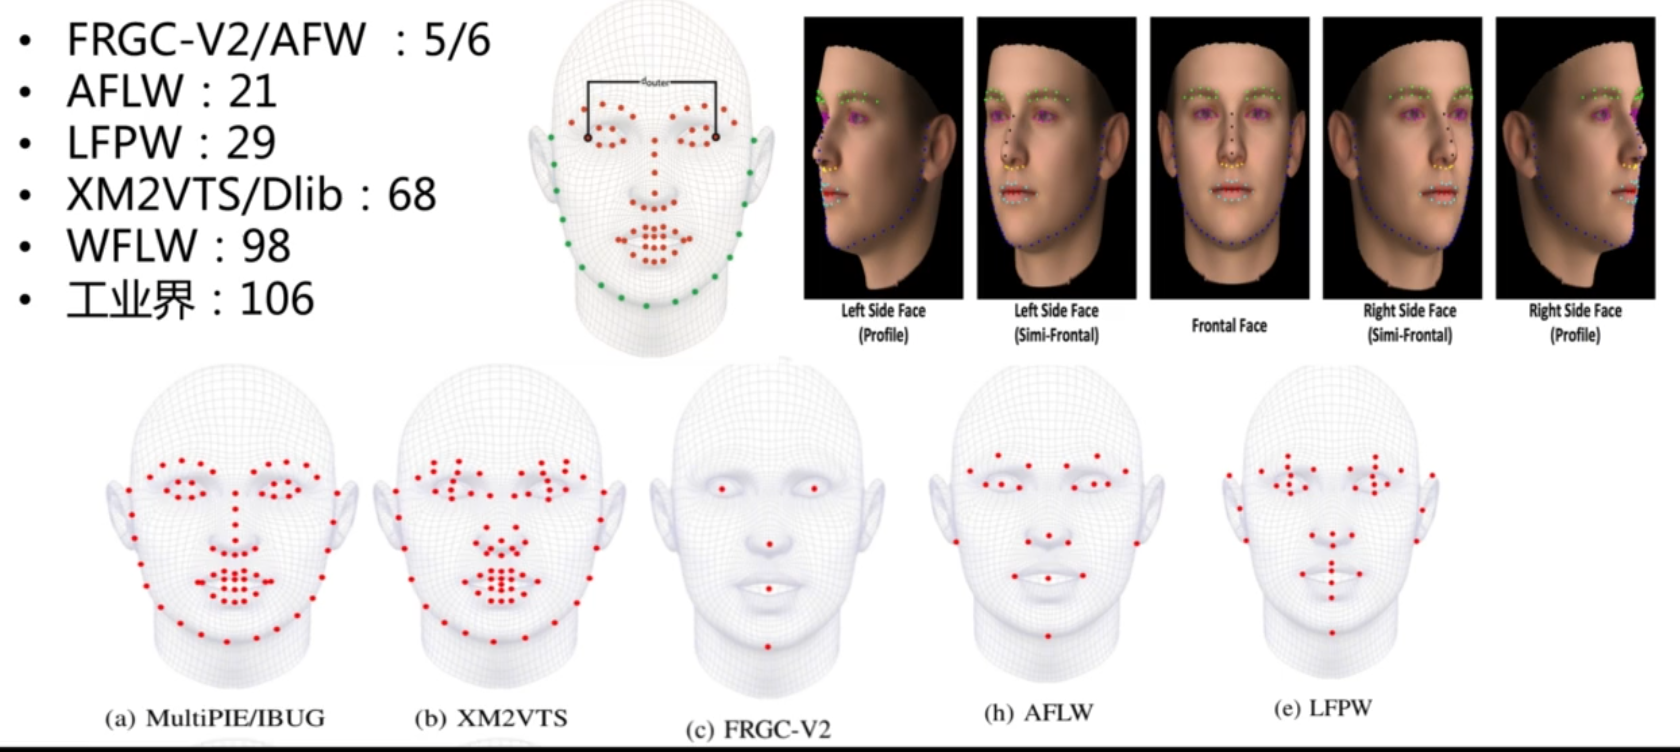 • FRGC-V2/AFW ：5/6
• AFLW：21
• LFPW：29
• XM2VTS/Dlib：68
• WFLW：98
• 工业界：106
douter
Left Side Face
(Profile)
Left Side Face
(Simi-Frontal)
Frontal Face
Right Side Face
(Simi-Frontal)
Right Side Face
(Profile)
(a) MultiPIE/IBUG
(b) XM2VTS
(c) FRGC-V2
(h) AFLW
(e) LFPW